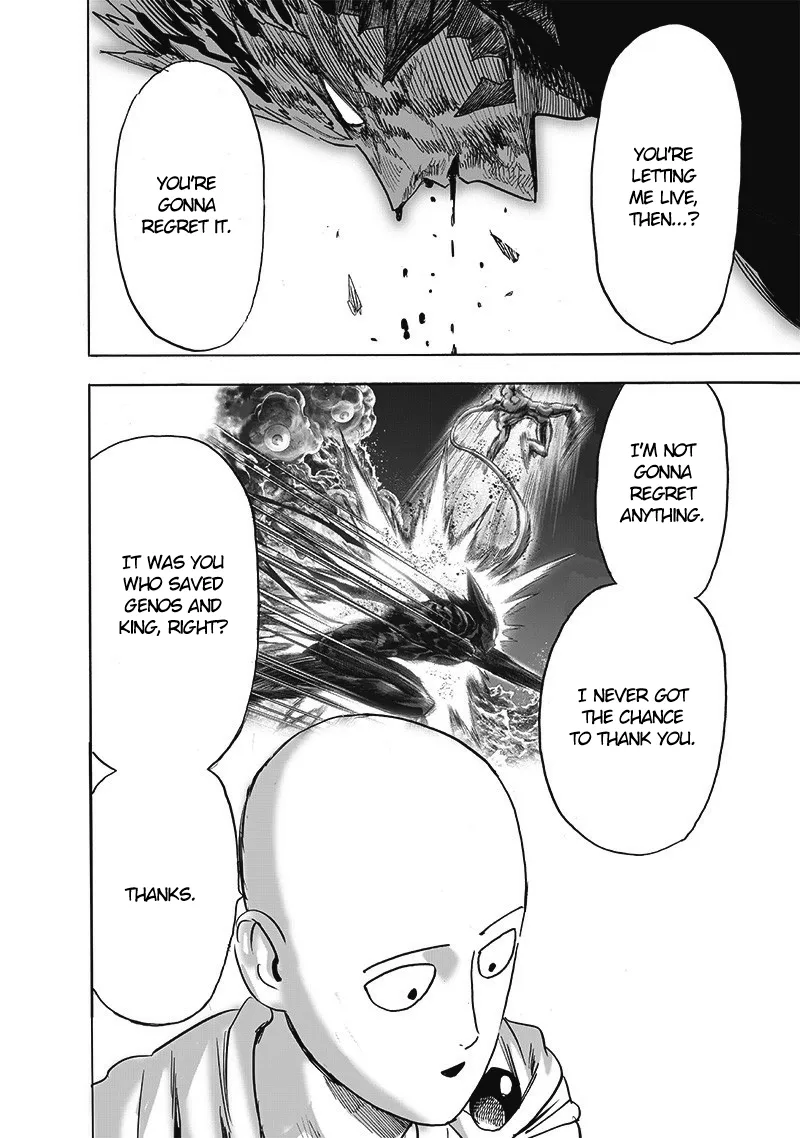 YOU'RE
LETTING
ME LIVE,
THEN...?
YOU'RE
GONNA
REGRET IT.
I'M NOT
GONNA
REGRET
ANYTHING.
I NEVER GOT
THE CHANCE
TO THANK YOU.
IT WAS YOU
WHO SAVED
GENOS AND
KING, RIGHT?
THANKS.